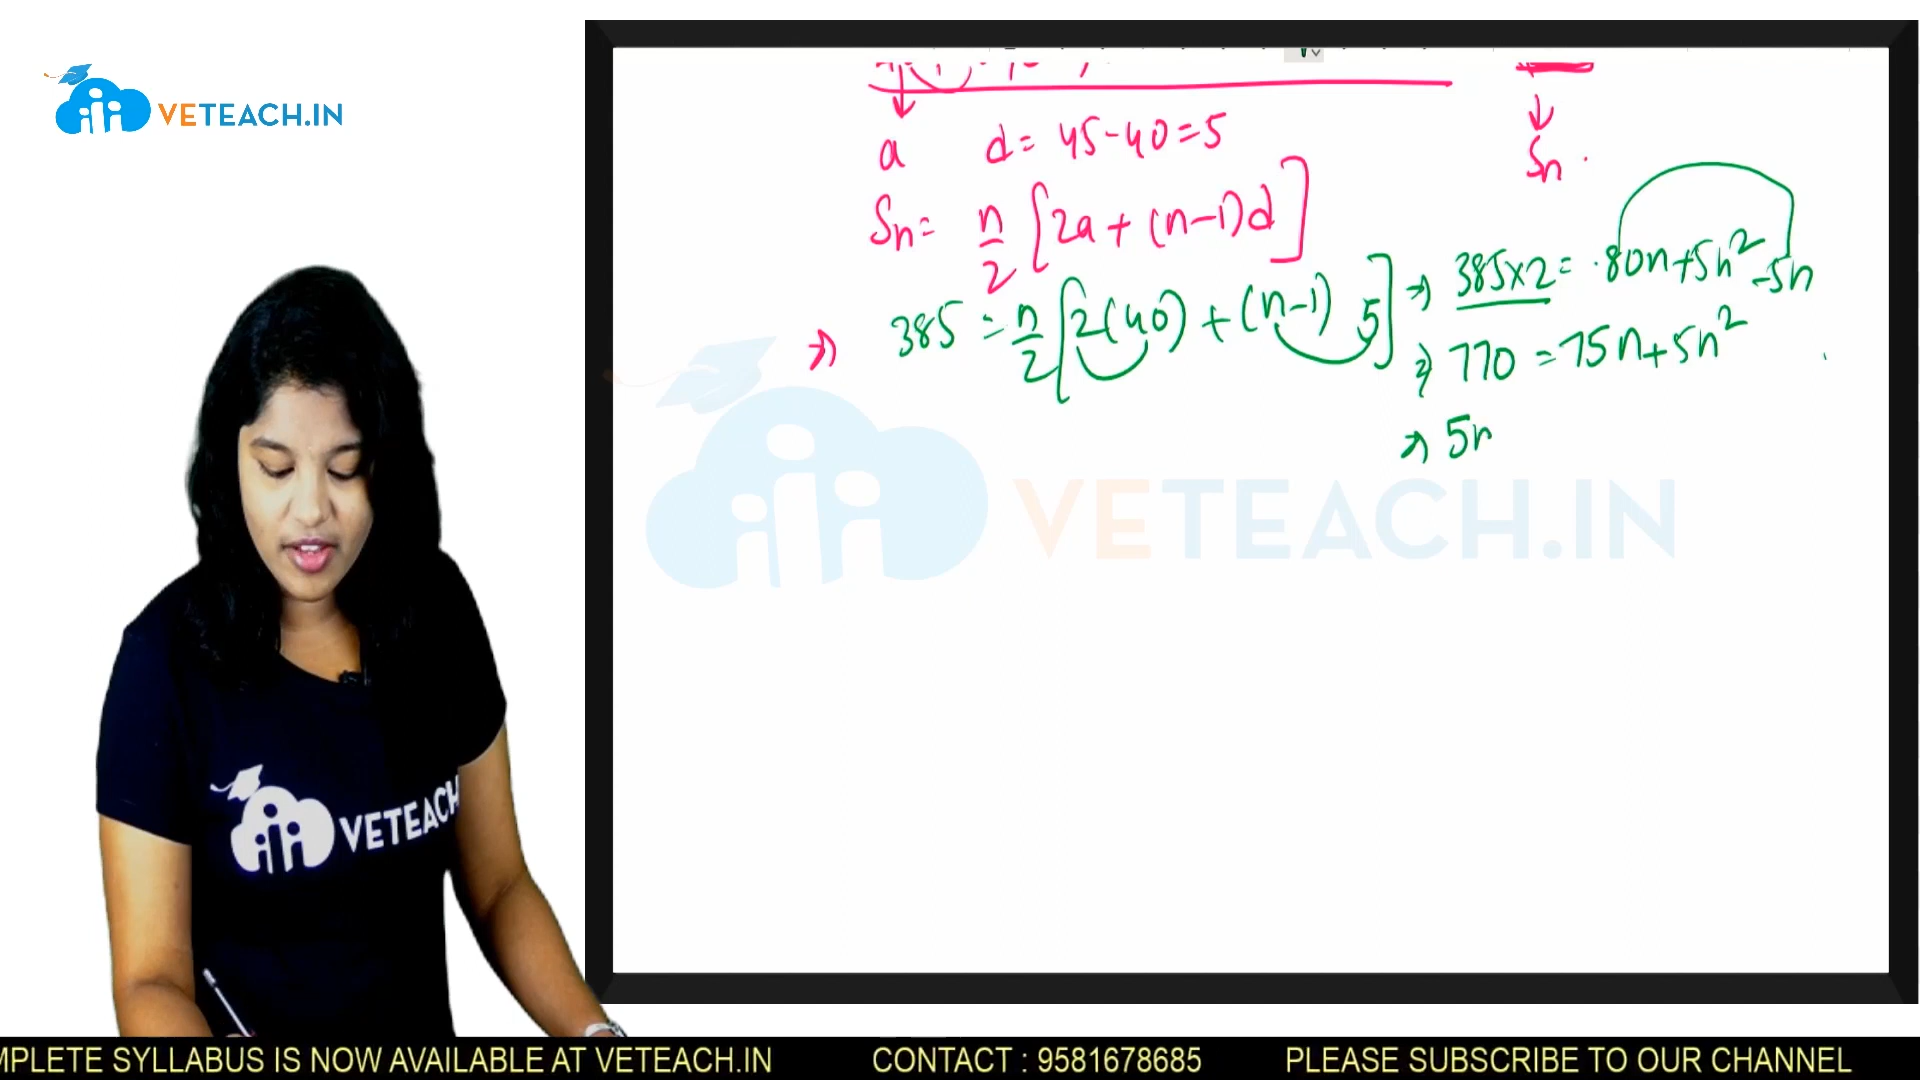 VETEACH.IN
a d = 45-40=5
Sn
Sn = n/2 [2a + (n-1)d]
⇒ 385 = n/2 [2(40) + (n-1) 5] ⇒ 385×2 = 80n+5n²-5n
⇒ 770 = 75n+5n²
⇒ 5n
VETEACH.IN
VETEACH
MPLETE SYLLABUS IS NOW AVAILABLE AT VETEACH.IN CONTACT : 9581678685 PLEASE SUBSCRIBE TO OUR CHANNEL